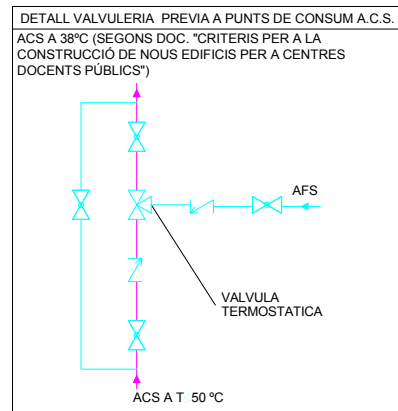 DETALL VALVULERIA PREVIA A PUNTS DE CONSUM A.C.S.
ACS A 38ºC (SEGONS DOC. "CRITERIS PER A LA
CONSTRUCCIÓ DE NOUS EDIFICIS PER A CENTRES
DOCENTS PÚBLICS")
AFS
VALVULA
TERMOSTATICA
ACS A T 50 ºC